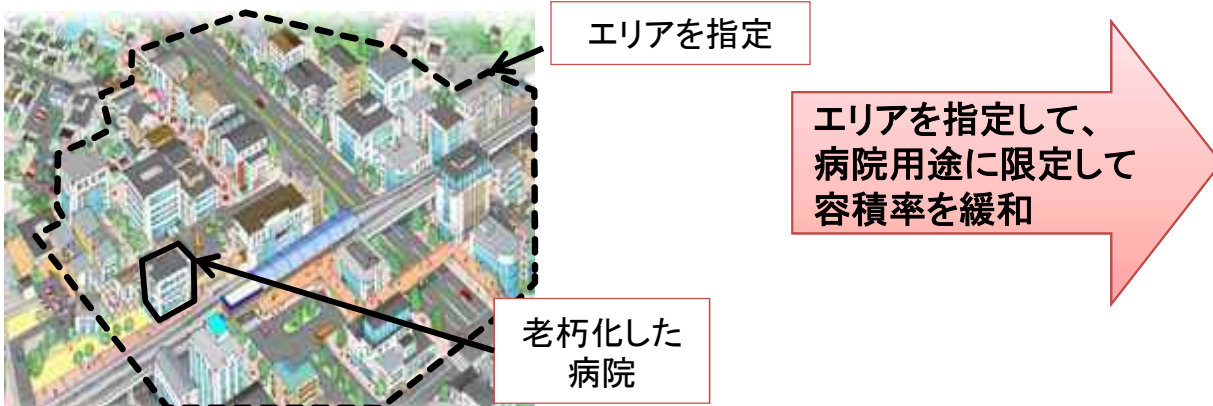 エリアを指定
エリアを指定して、
病院用途に限定して
容積率を緩和
老朽化した
病院